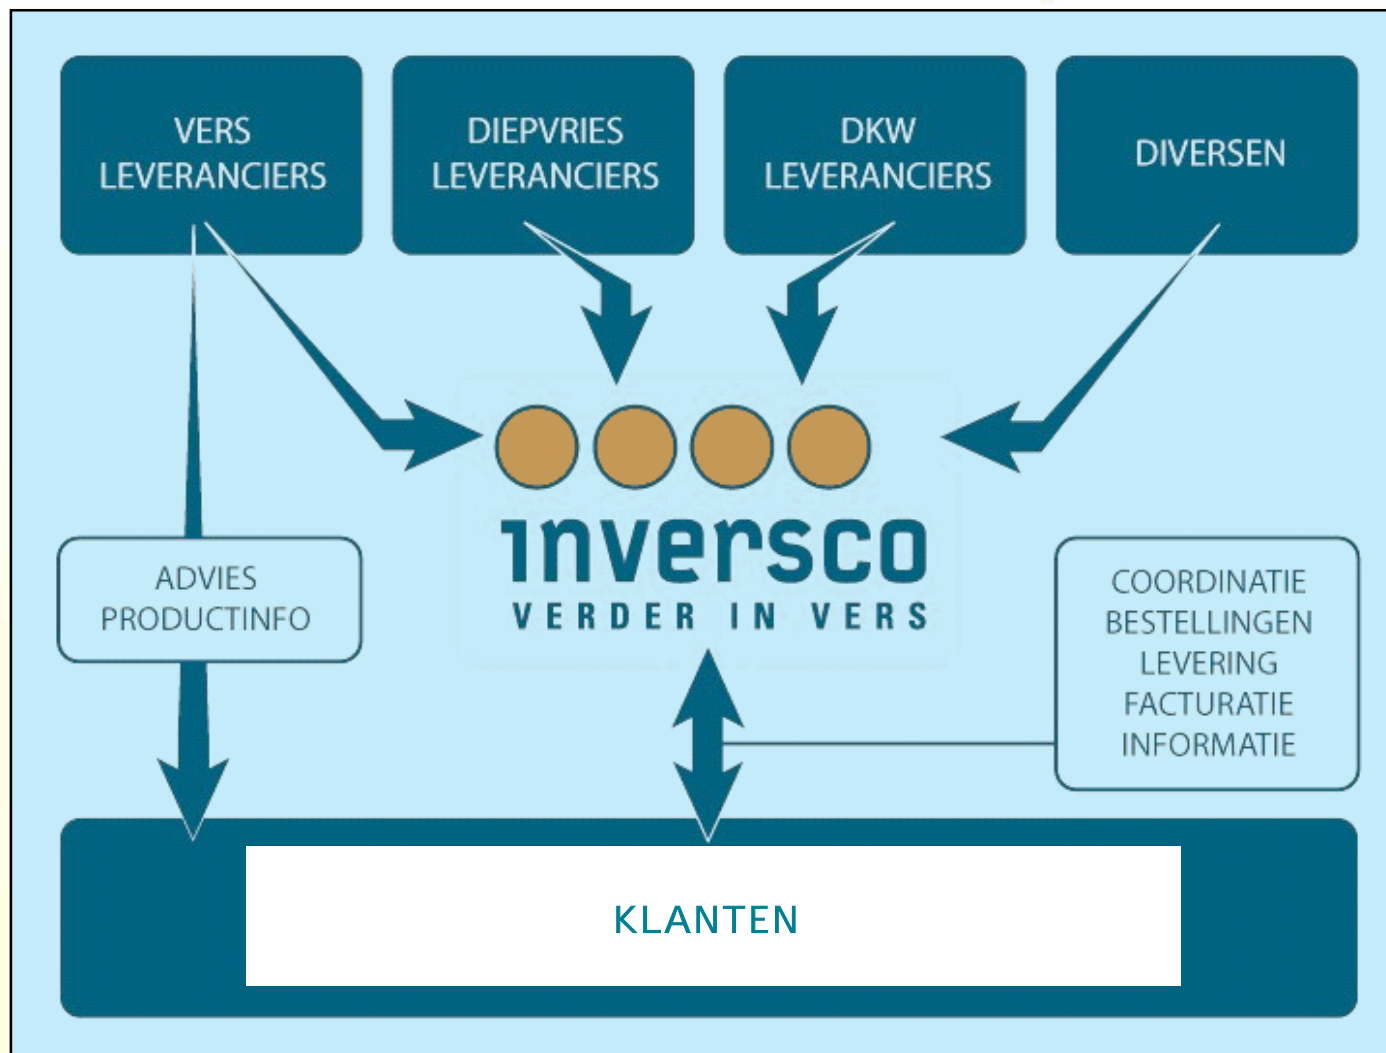 VERS
LEVERANCIERS
DIEPVRIES
LEVERANCIERS
DKW
LEVERANCIERS
DIVERSEN
inversco
VERDER IN VERS
ADVIES
PRODUCTINFO
COORDINATIE
BESTELLINGEN
LEVERING
FACTURATIE
INFORMATIE
KLANTEN